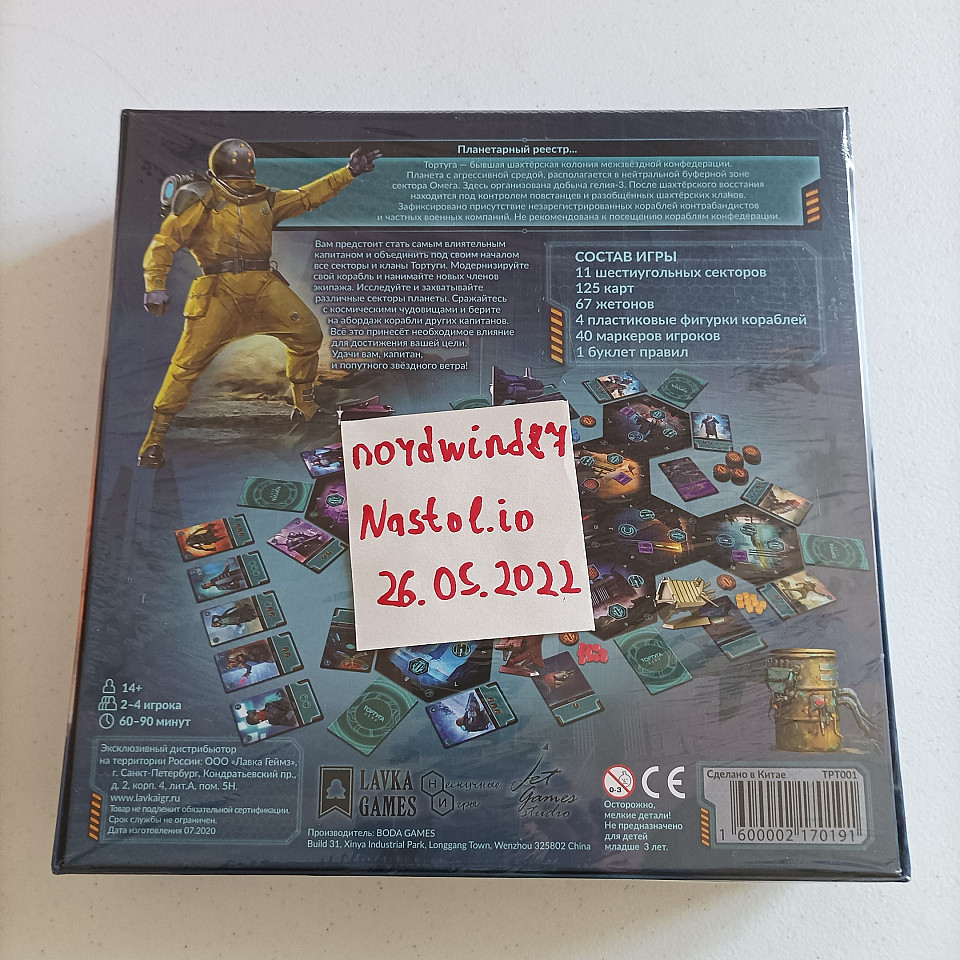 Планетарный реестр...
Тортуга — бывшая шахтёрская колония межзвёздной конфедерации.
Планета с агрессивной средой, располагается в нейтральной буферной зоне
сектора Омега. Здесь организована добыча гелия-3. После шахтёрского восстания
находится под контролем повстанцев и разобщённых шахтёрских кланов.
Зафиксировано присутствие незарегистрированных кораблей контрабандистов
и частных военных компаний. Не рекомендована к посещению кораблям конфедерации.
Вам предстоит стать самым влиятельным
капитаном и объединить под своим началом
все секторы и кланы Тортуги. Модернизируйте
свой корабль и нанимайте новых членов
экипажа. Исследуйте и захватывайте
различные секторы планеты. Сражайтесь
с космическими чудовищами и берите
на абордаж корабли других капитанов.
Всё это принесёт необходимое влияние
для достижения вашей цели.
Удачи вам, капитан,
и попутного звёздного ветра!
СОСТАВ ИГРЫ
11 шестиугольных секторов
125 карт
67 жетонов
4 пластиковые фигурки кораблей
40 маркеров игроков
1 буклет правил
nordwind87
Nastol.io
26.05.2022
ТОРТУГА
ТОРТУГА
14+
2–4 игрока
60–90 минут
Эксклюзивный дистрибьютор
на территории России: ООО «Лавка Геймз»,
г. Санкт-Петербург, Кондратьевский пр.,
д. 2, корп. 4, лит.А, пом. 5Н.
www.lavkaigr.ru
Товар не подлежит обязательной сертификации.
Срок службы не ограничен.
Дата изготовления 07.2020
LAVKA
GAMES
Нескучные
Игры
Jet
Games
studio
Производитель: BODA GAMES
Build 31, Xinya Industrial Park, Longgang Town, Wenzhou 325802 China
0-3
CE
Осторожно,
мелкие детали!
Не предназначено
для детей
младше 3 лет.
Сделано в Китае TPT001
1 600002 170191